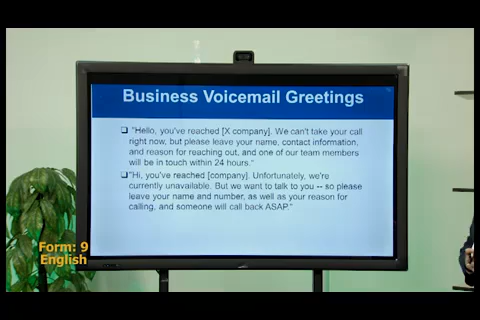 Business Voicemail Greetings
❑ "Hello, you've reached [X company]. We can't take your call
right now, but please leave your name, contact information,
and reason for reaching out, and one of our team members
will be in touch within 24 hours."
❑ "Hi, you've reached [company]. Unfortunately, we're
currently unavailable. But we want to talk to you -- so please
leave your name and number, as well as your reason for
calling, and someone will call back ASAP."
Form: 9
English